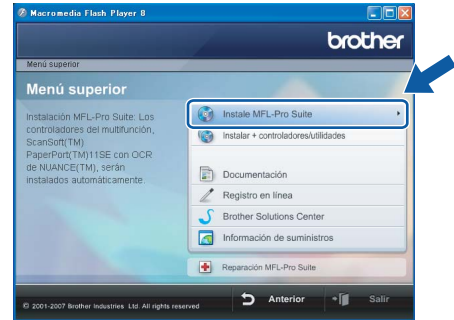 Macromedia Flash Player 8
brother
Menú superior
Menú superior
Instalación MFL-Pro Suite: Los
controladores del multifunción,
ScanSoft(TM)
PaperPort(TM)11SE con OCR
de NUANCE(TM), serán
instalados automáticamente.
Instale MFL-Pro Suite
Instalar + controladores/utilidades
Documentación
Registro en línea
Brother Solutions Center
Información de suministros
Reparación MFL-Pro Suite
© 2001-2007 Brother Industries Ltd. All rights reserved
Anterior
Salir